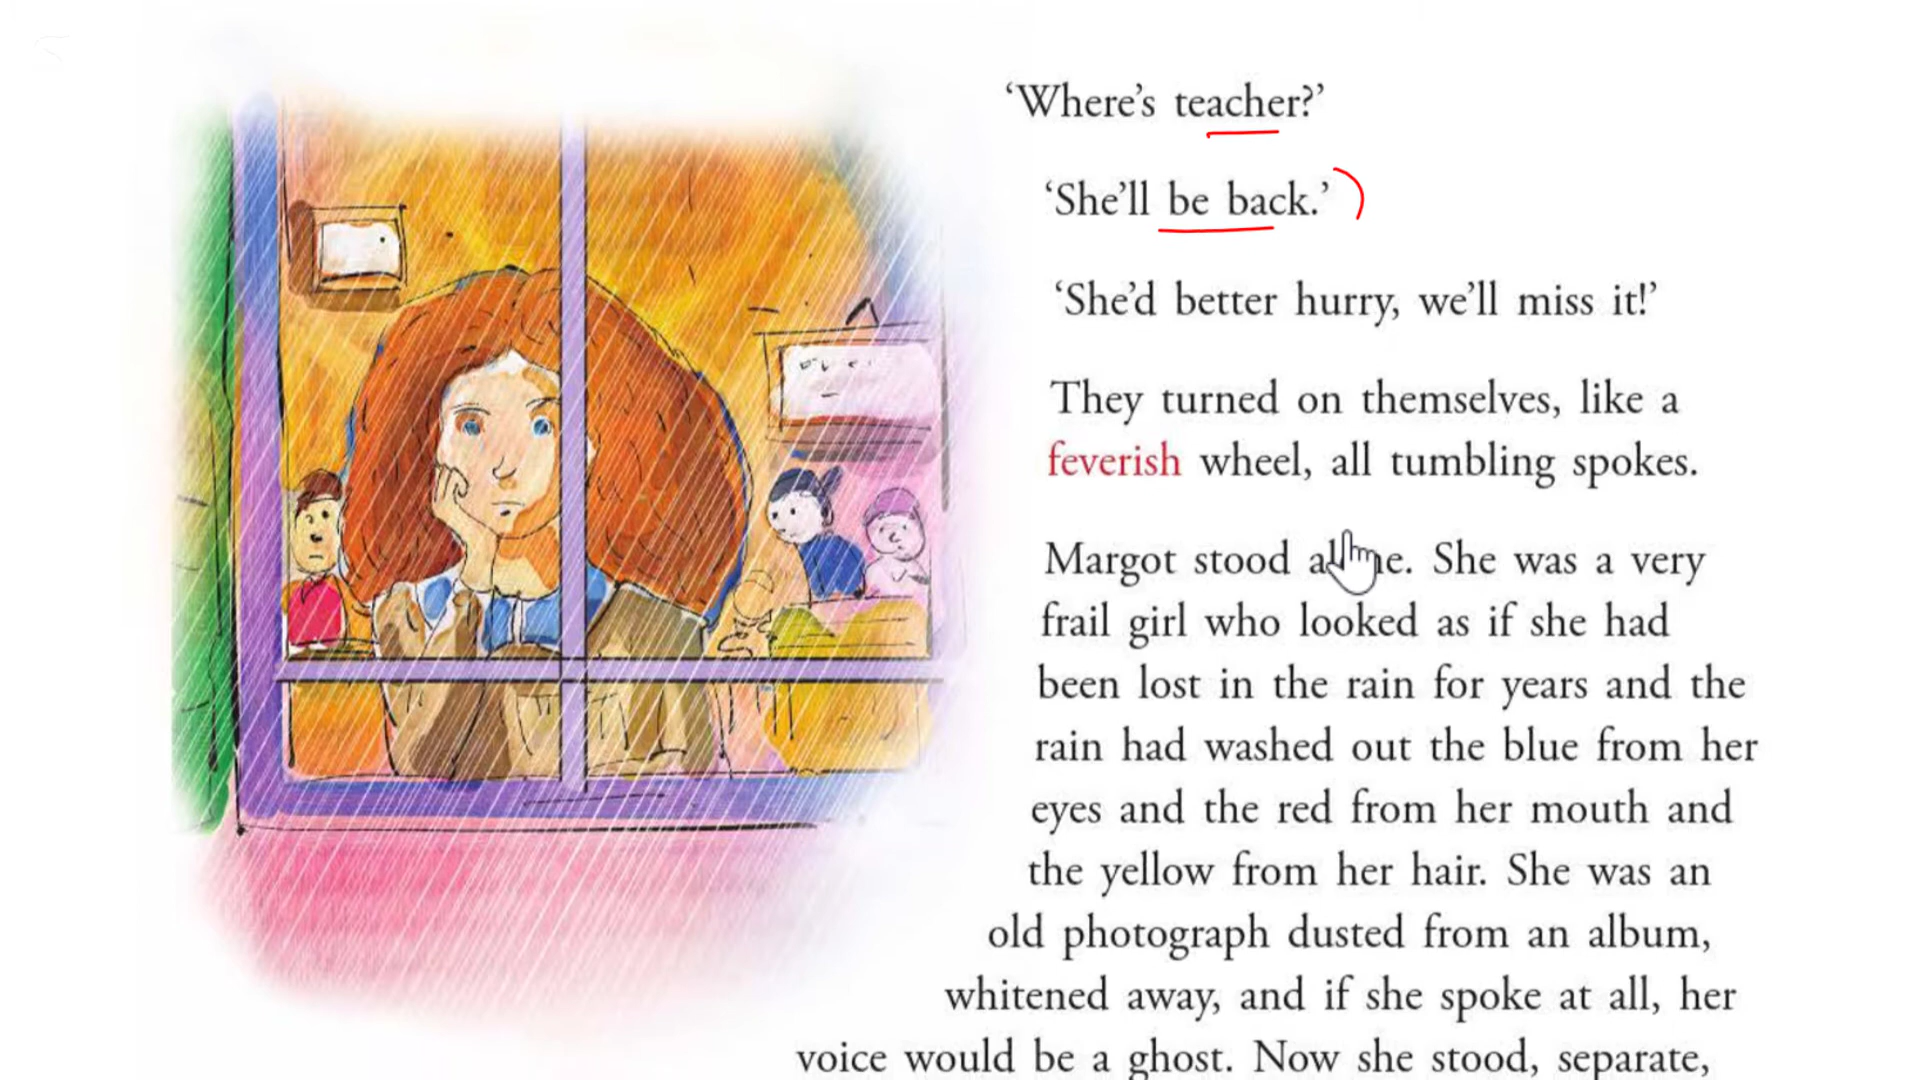 ‘Where’s teacher?’
‘She’ll be back.’
‘She’d better hurry, we’ll miss it!’
They turned on themselves, like a
feverish wheel, all tumbling spokes.
Margot stood She was a very
frail girl who looked as if she had
been lost in the rain for years and the
rain had washed out the blue from her
eyes and the red from her mouth and
the yellow from her hair. She was an
old photograph dusted from an album,
whitened away, and if she spoke at all, her
voice would be a ghost. Now she stood, separate,